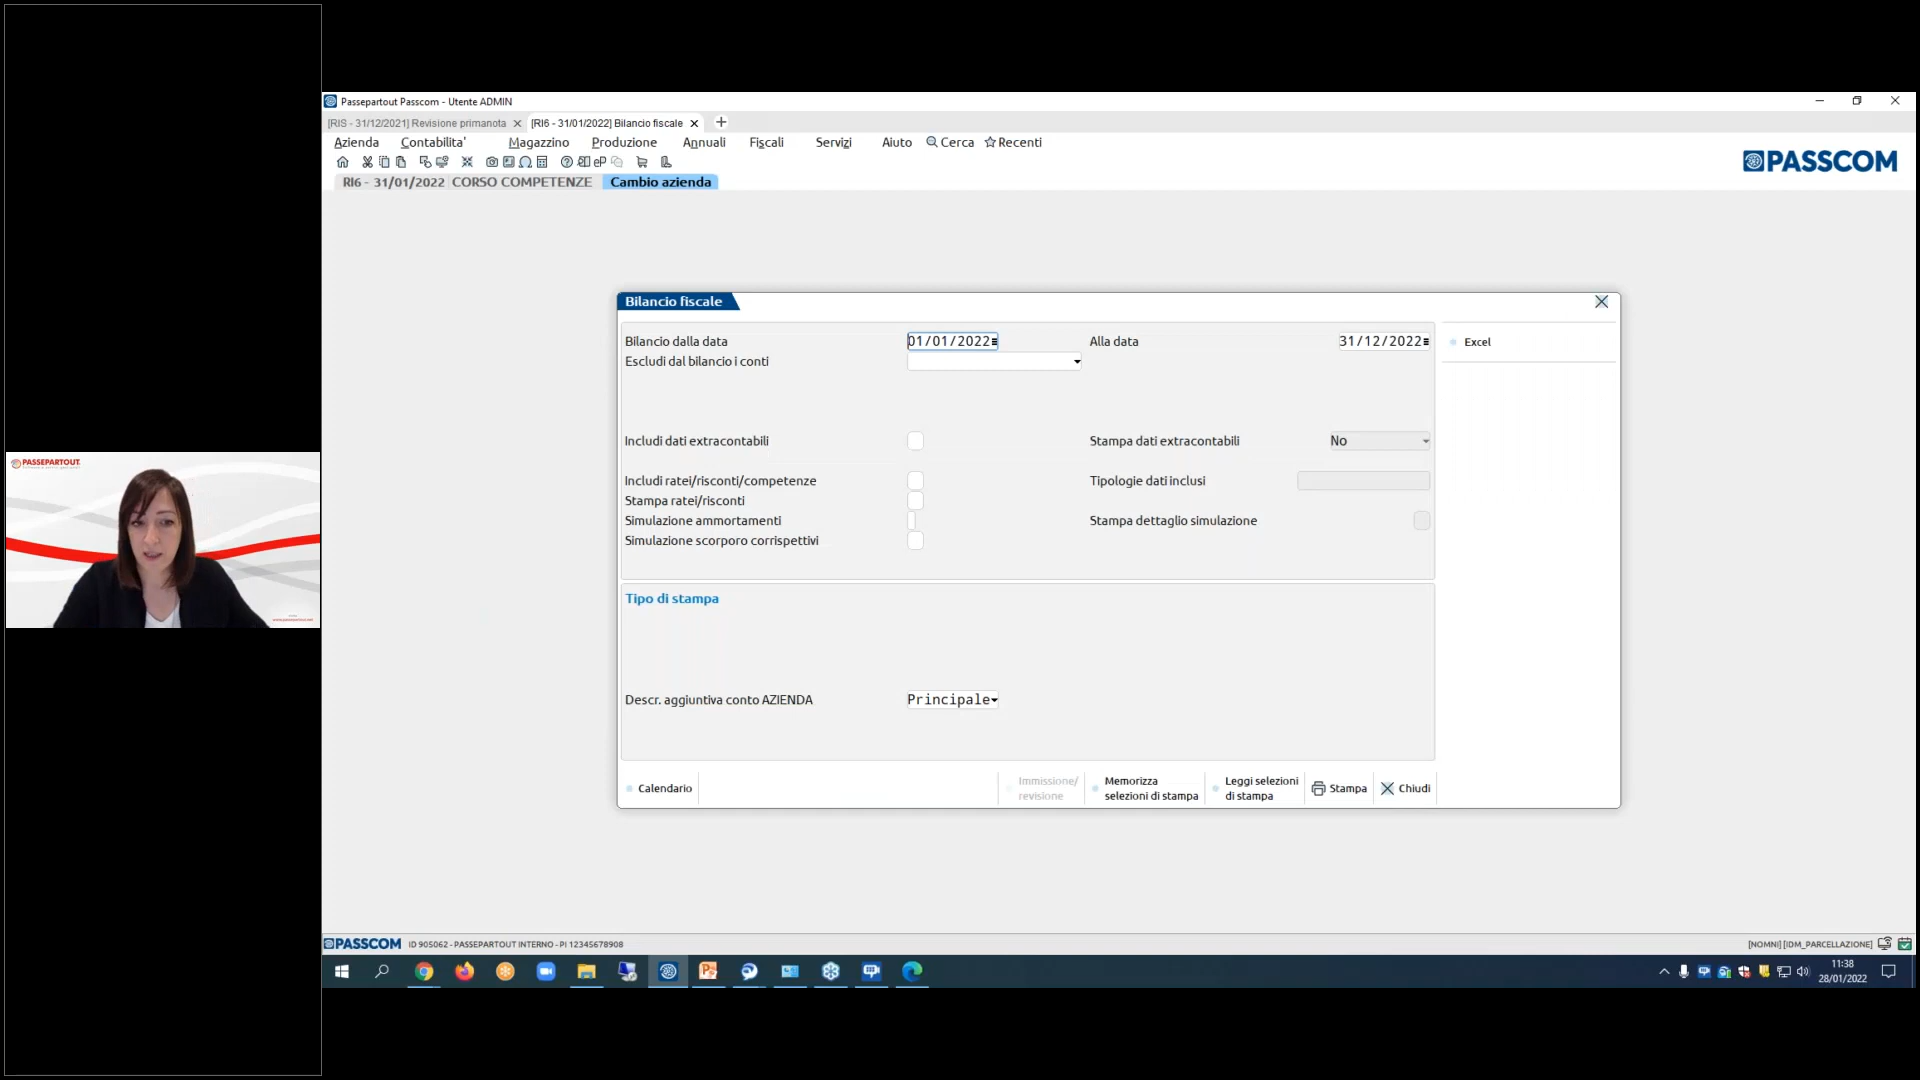 Passepartout Passcom - Utente ADMIN
[RIS - 31/12/2021] Revisione primanota
[RI6 - 31/01/2022] Bilancio fiscale
Azienda Contabilita' Magazzino Produzione Annuali Fiscali Servizi Aiuto Cerca Recenti
PASSCOM
RI6 - 31/01/2022 CORSO COMPETENZE Cambio azienda
Bilancio fiscale
Bilancio dalla data 01/01/2022 Alla data 31/12/2022 Excel
Escludi dal bilancio i conti
Includi dati extracontabili Stampa dati extracontabili No
PASSEPARTOUT
Includi ratei/risconti/competenze Tipologie dati inclusi
Stampa ratei/risconti
Simulazione ammortamenti Stampa dettaglio simulazione
Simulazione scorporo corrispettivi
Tipo di stampa
Descr. aggiuntiva conto AZIENDA Principale
Calendario
Immissione/
revisione
Memorizza
selezioni di stampa
Leggi selezioni
di stampa
Stampa
Chiudi
PASSCOM ID 905062 - PASSEPARTOUT INTERNO - PI 12345678908 [NOMNI] [IDM_PARCELLAZIONE]
11:38
28/01/2022